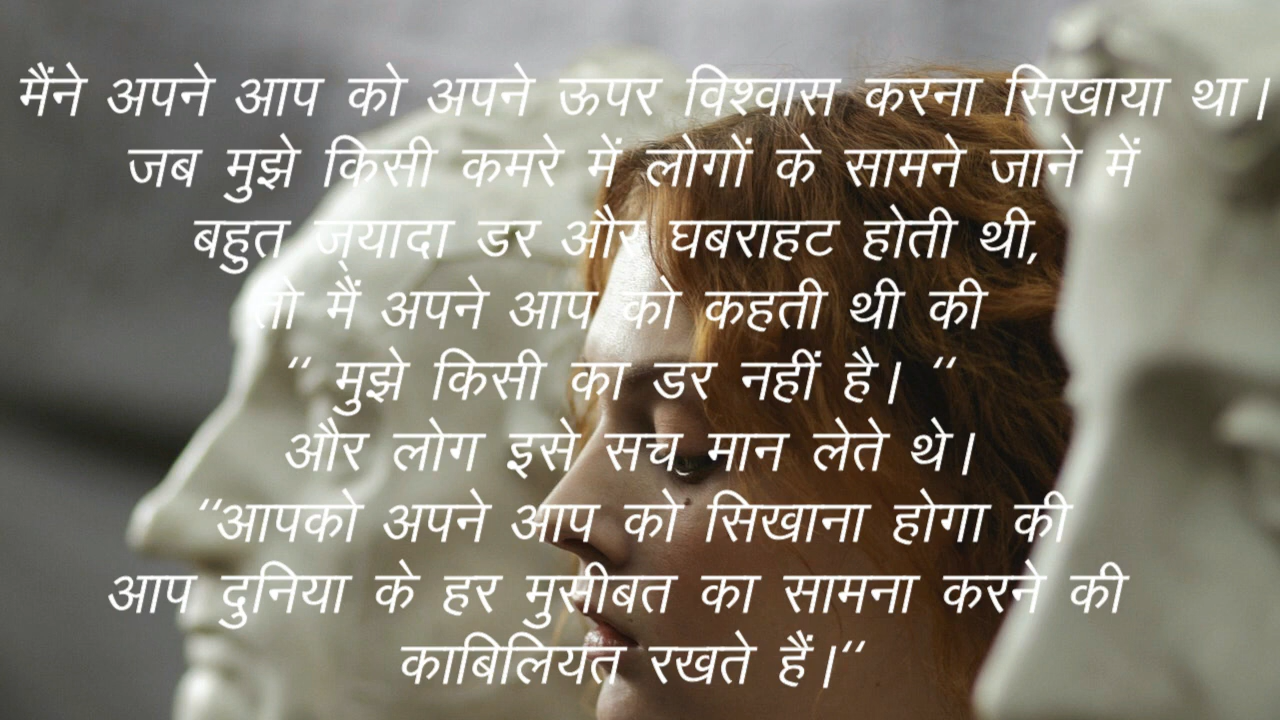 मैंने अपने आप को अपने ऊपर विश्वास करना सिखाया था।
जब मुझे किसी कमरे में लोगों के सामने जाने में
बहुत ज़्यादा डर और घबराहट होती थी,
तो मैं अपने आप को कहती थी की
‘‘ मुझे किसी का डर नहीं है। ‘‘
और लोग इसे सच मान लेते थे।
‘‘आपको अपने आप को सिखाना होगा की
आप दुनिया के हर मुसीबत का सामना करने की
काबिलियत रखते हैं।‘‘